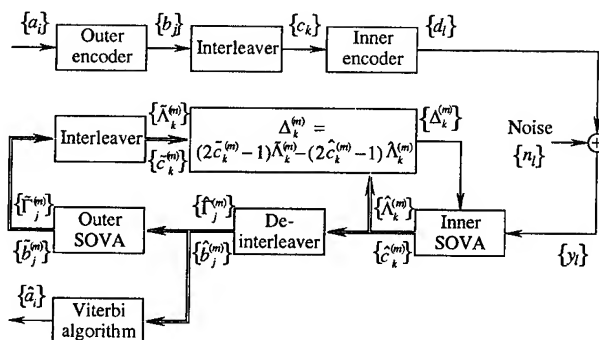 {a_i} Outer encoder {b_j} Interleaver {c_k} Inner encoder {d_l}
Interleaver
{Λ̃_k^(m)}
{c̃_k^(m)}
Δ_k^(m) =
(2c̃_k^(m)−1)Λ̃_k^(m)−(2ĉ_k^(m)−1)Λ̂_k^(m)
{Δ_k^(m)}
Noise
{n_l}
{Γ̃_j^(m)}
{b̃_j^(m)}
Outer
SOVA
{Γ̂_j^(m)}
{b̂_j^(m)}
De-
interleaver
{Λ̂_k^(m)}
{ĉ_k^(m)}
Inner
SOVA
{y_l}
{â_i}
Viterbi
algorithm